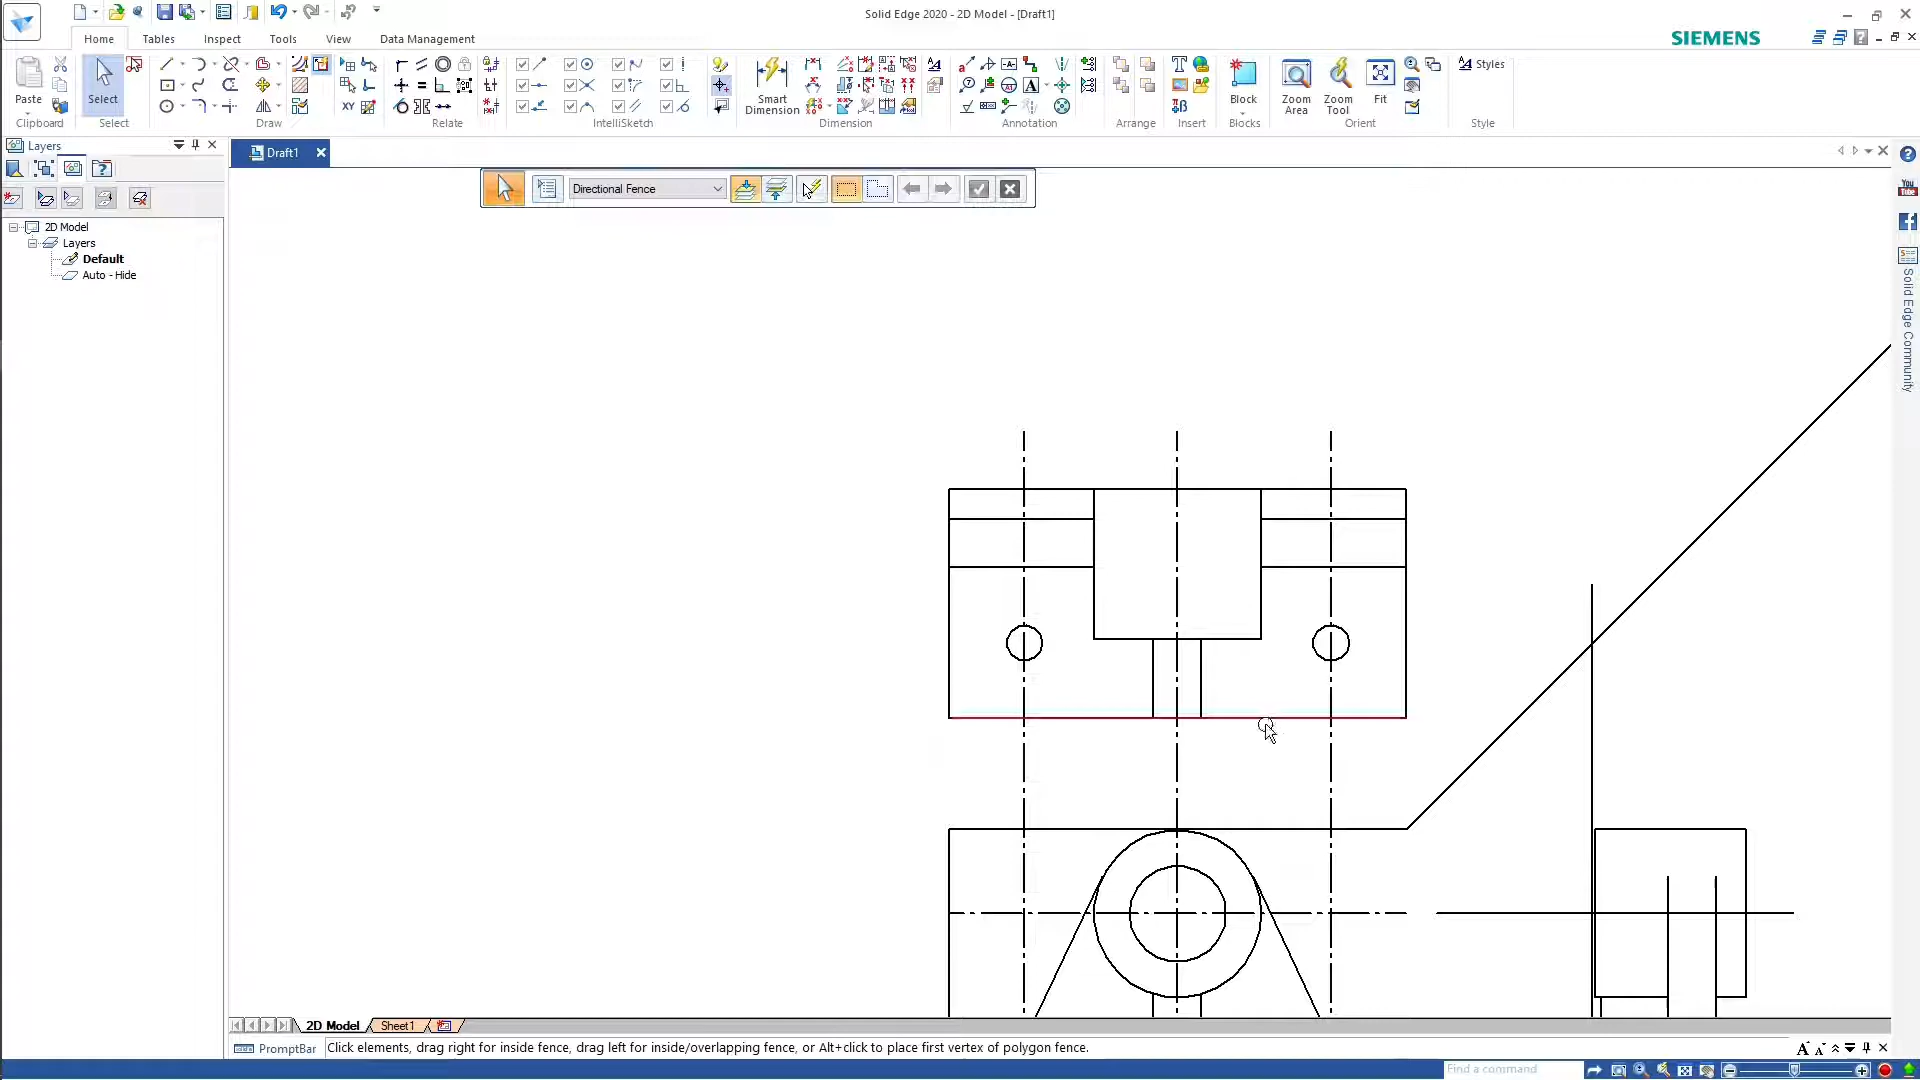 Solid Edge 2020 - 2D Model - [Draft1]
Home Tables Inspect Tools View Data Management
SIEMENS
Paste
Select
Smart
Dimension
Block
Zoom
Area
Zoom
Tool
Fit
Styles
Clipboard Select Draw Relate IntelliSketch Dimension Annotation Arrange Insert Blocks Orient Style
XY
Layers
Draft1
Directional Fence
2D Model
Layers
Default
Auto - Hide
You
Tube
Solid Edge Community
2D Model Sheet1
PromptBar Click elements, drag right for inside fence, drag left for inside/overlapping fence, or Alt+click to place first vertex of polygon fence.
Find a command